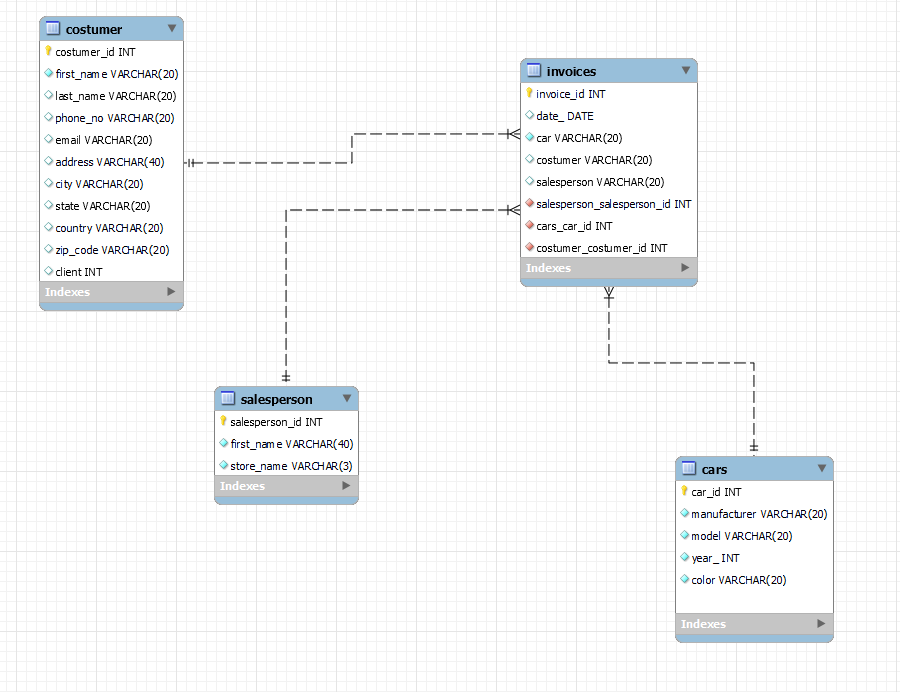 costumer
costumer_id INT
first_name VARCHAR(20)
last_name VARCHAR(20)
phone_no VARCHAR(20)
email VARCHAR(20)
address VARCHAR(40)
city VARCHAR(20)
state VARCHAR(20)
country VARCHAR(20)
zip_code VARCHAR(20)
client INT
Indexes
invoices
invoice_id INT
date_ DATE
car VARCHAR(20)
costumer VARCHAR(20)
salesperson VARCHAR(20)
salesperson_salesperson_id INT
cars_car_id INT
costumer_costumer_id INT
Indexes
salesperson
salesperson_id INT
first_name VARCHAR(40)
store_name VARCHAR(3)
Indexes
cars
car_id INT
manufacturer VARCHAR(20)
model VARCHAR(20)
year_ INT
color VARCHAR(20)
Indexes